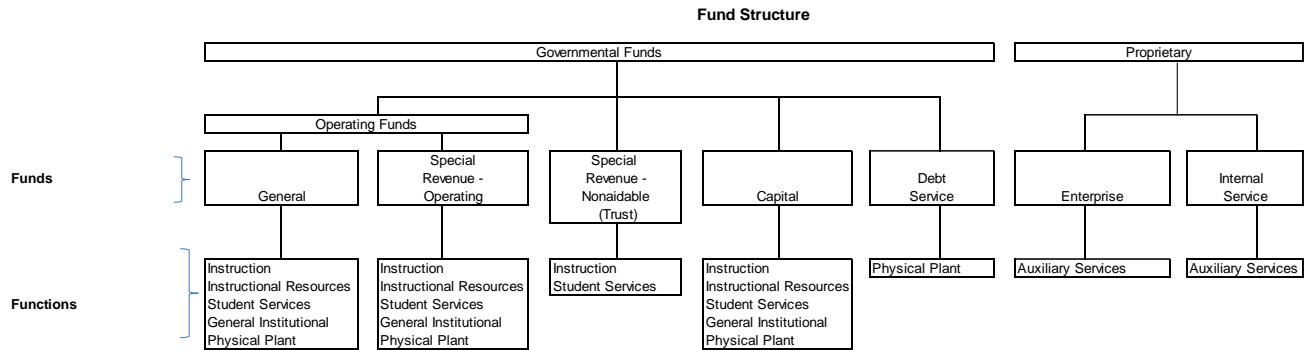 Fund Structure
Governmental Funds
Proprietary
Operating Funds
Funds
General
Special
Revenue -
Operating
Special
Revenue -
Nonaidable
(Trust)
Capital
Debt
Service
Enterprise
Internal
Service
Functions
Instruction
Instructional Resources
Student Services
General Institutional
Physical Plant
Instruction
Instructional Resources
Student Services
General Institutional
Physical Plant
Instruction
Student Services
Instruction
Instructional Resources
Student Services
General Institutional
Physical Plant
Physical Plant
Auxiliary Services
Auxiliary Services